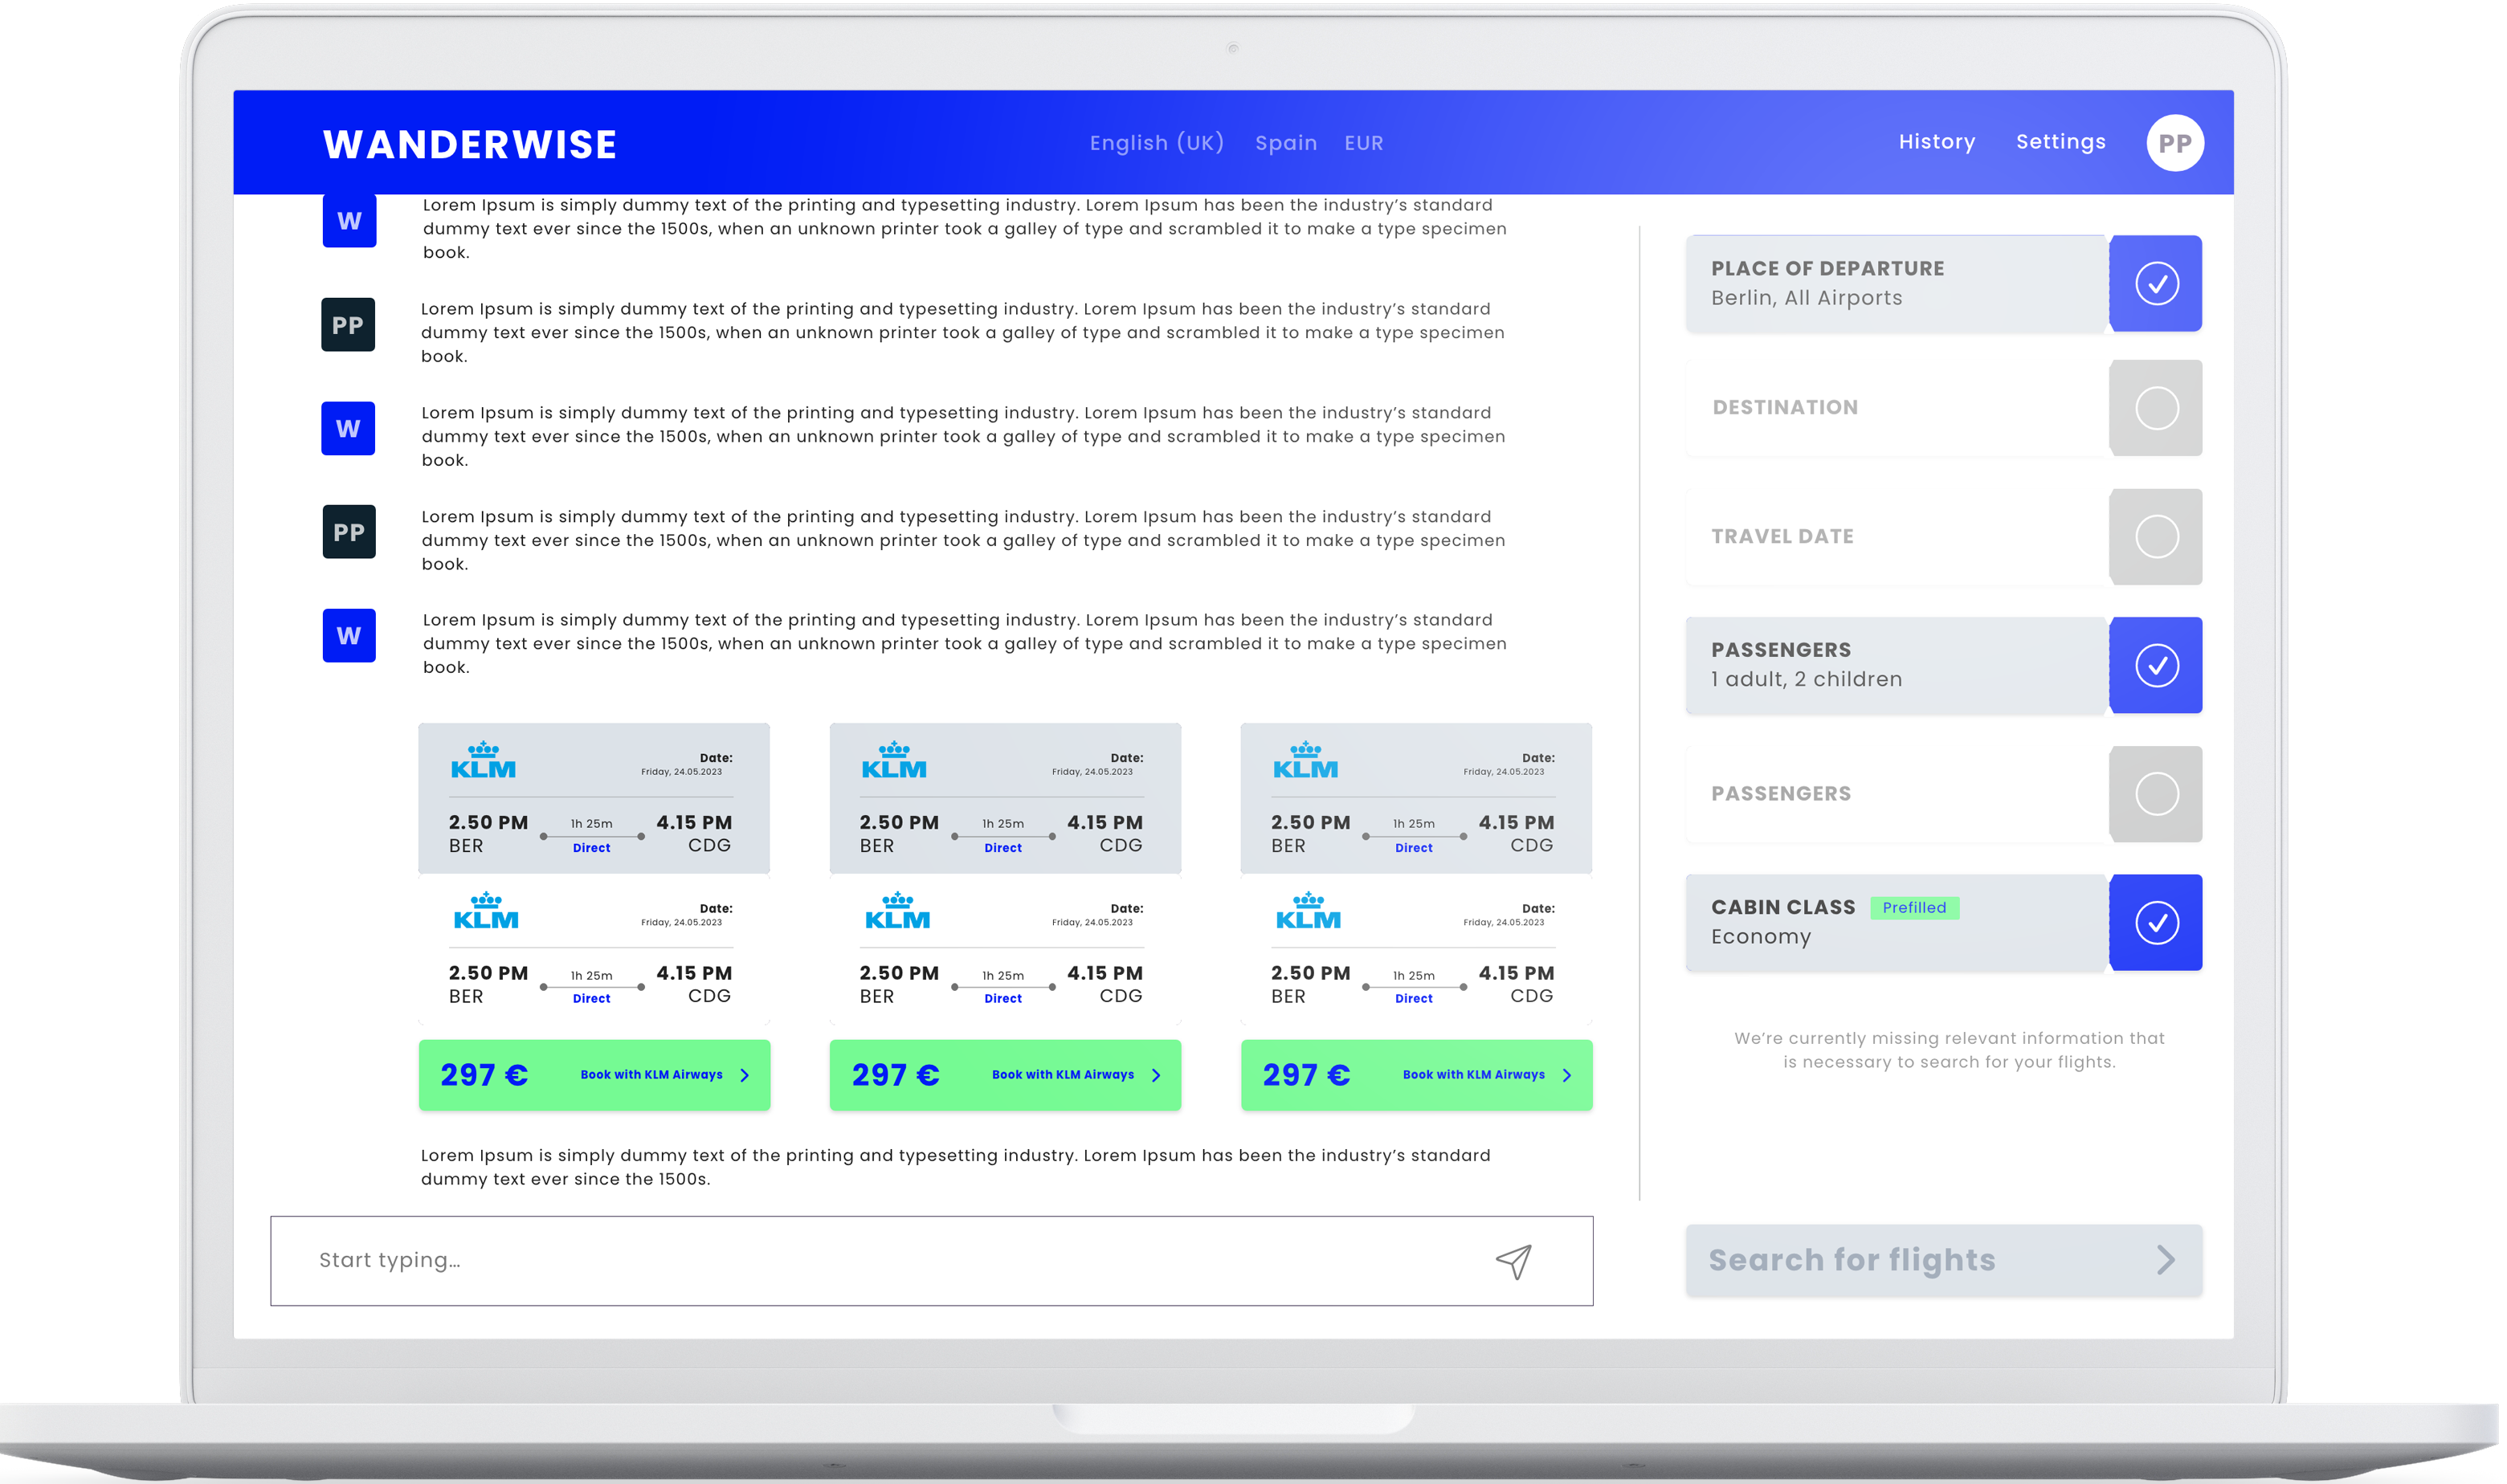 WANDERWISE
English (UK) Spain EUR
History Settings PP
W
Lorem Ipsum is simply dummy text of the printing and typesetting industry. Lorem Ipsum has been the industry’s standard
dummy text ever since the 1500s, when an unknown printer took a galley of type and scrambled it to make a type specimen
book.
PP
Lorem Ipsum is simply dummy text of the printing and typesetting industry. Lorem Ipsum has been the industry’s standard
dummy text ever since the 1500s, when an unknown printer took a galley of type and scrambled it to make a type specimen
book.
W
Lorem Ipsum is simply dummy text of the printing and typesetting industry. Lorem Ipsum has been the industry’s standard
dummy text ever since the 1500s, when an unknown printer took a galley of type and scrambled it to make a type specimen
book.
PP
Lorem Ipsum is simply dummy text of the printing and typesetting industry. Lorem Ipsum has been the industry’s standard
dummy text ever since the 1500s, when an unknown printer took a galley of type and scrambled it to make a type specimen
book.
W
Lorem Ipsum is simply dummy text of the printing and typesetting industry. Lorem Ipsum has been the industry’s standard
dummy text ever since the 1500s, when an unknown printer took a galley of type and scrambled it to make a type specimen
book.
KLM
Date:
Friday, 24.05.2023
2.50 PM 1h 25m 4.15 PM
BER Direct CDG
KLM
Date:
Friday, 24.05.2023
2.50 PM 1h 25m 4.15 PM
BER Direct CDG
297 € Book with KLM Airways
KLM
Date:
Friday, 24.05.2023
2.50 PM 1h 25m 4.15 PM
BER Direct CDG
KLM
Date:
Friday, 24.05.2023
2.50 PM 1h 25m 4.15 PM
BER Direct CDG
297 € Book with KLM Airways
KLM
Date:
Friday, 24.05.2023
2.50 PM 1h 25m 4.15 PM
BER Direct CDG
KLM
Date:
Friday, 24.05.2023
2.50 PM 1h 25m 4.15 PM
BER Direct CDG
297 € Book with KLM Airways
Lorem Ipsum is simply dummy text of the printing and typesetting industry. Lorem Ipsum has been the industry’s standard
dummy text ever since the 1500s.
Start typing...
PLACE OF DEPARTURE
Berlin, All Airports
DESTINATION
TRAVEL DATE
PASSENGERS
1 adult, 2 children
PASSENGERS
CABIN CLASS Prefilled
Economy
We’re currently missing relevant information that
is necessary to search for your flights.
Search for flights